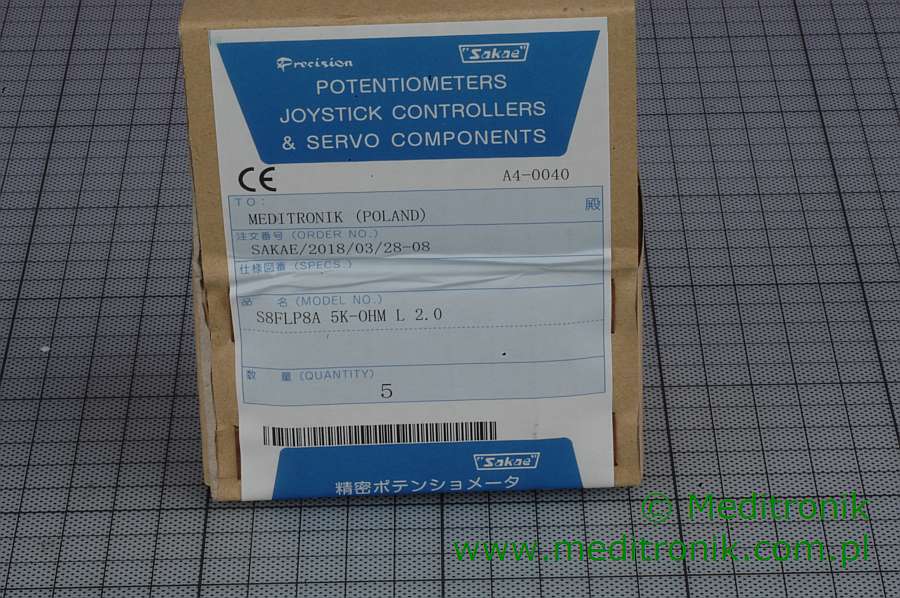 Precision "Sakae"
POTENTIOMETERS
JOYSTICK CONTROLLERS
& SERVO COMPONENTS
CE A4-0040
TO: 殿
MEDITRONIK (POLAND)
注文番号 (ORDER NO.)
SAKAE/2018/03/28-08
仕様図番 (SPECS.)
品 名 (MODEL NO.)
S8FLP8A 5K-OHM L 2.0
数 量 (QUANTITY)
5
"Sakae"
精密ポテンショメータ
© Meditronik
www.meditronik.com.pl